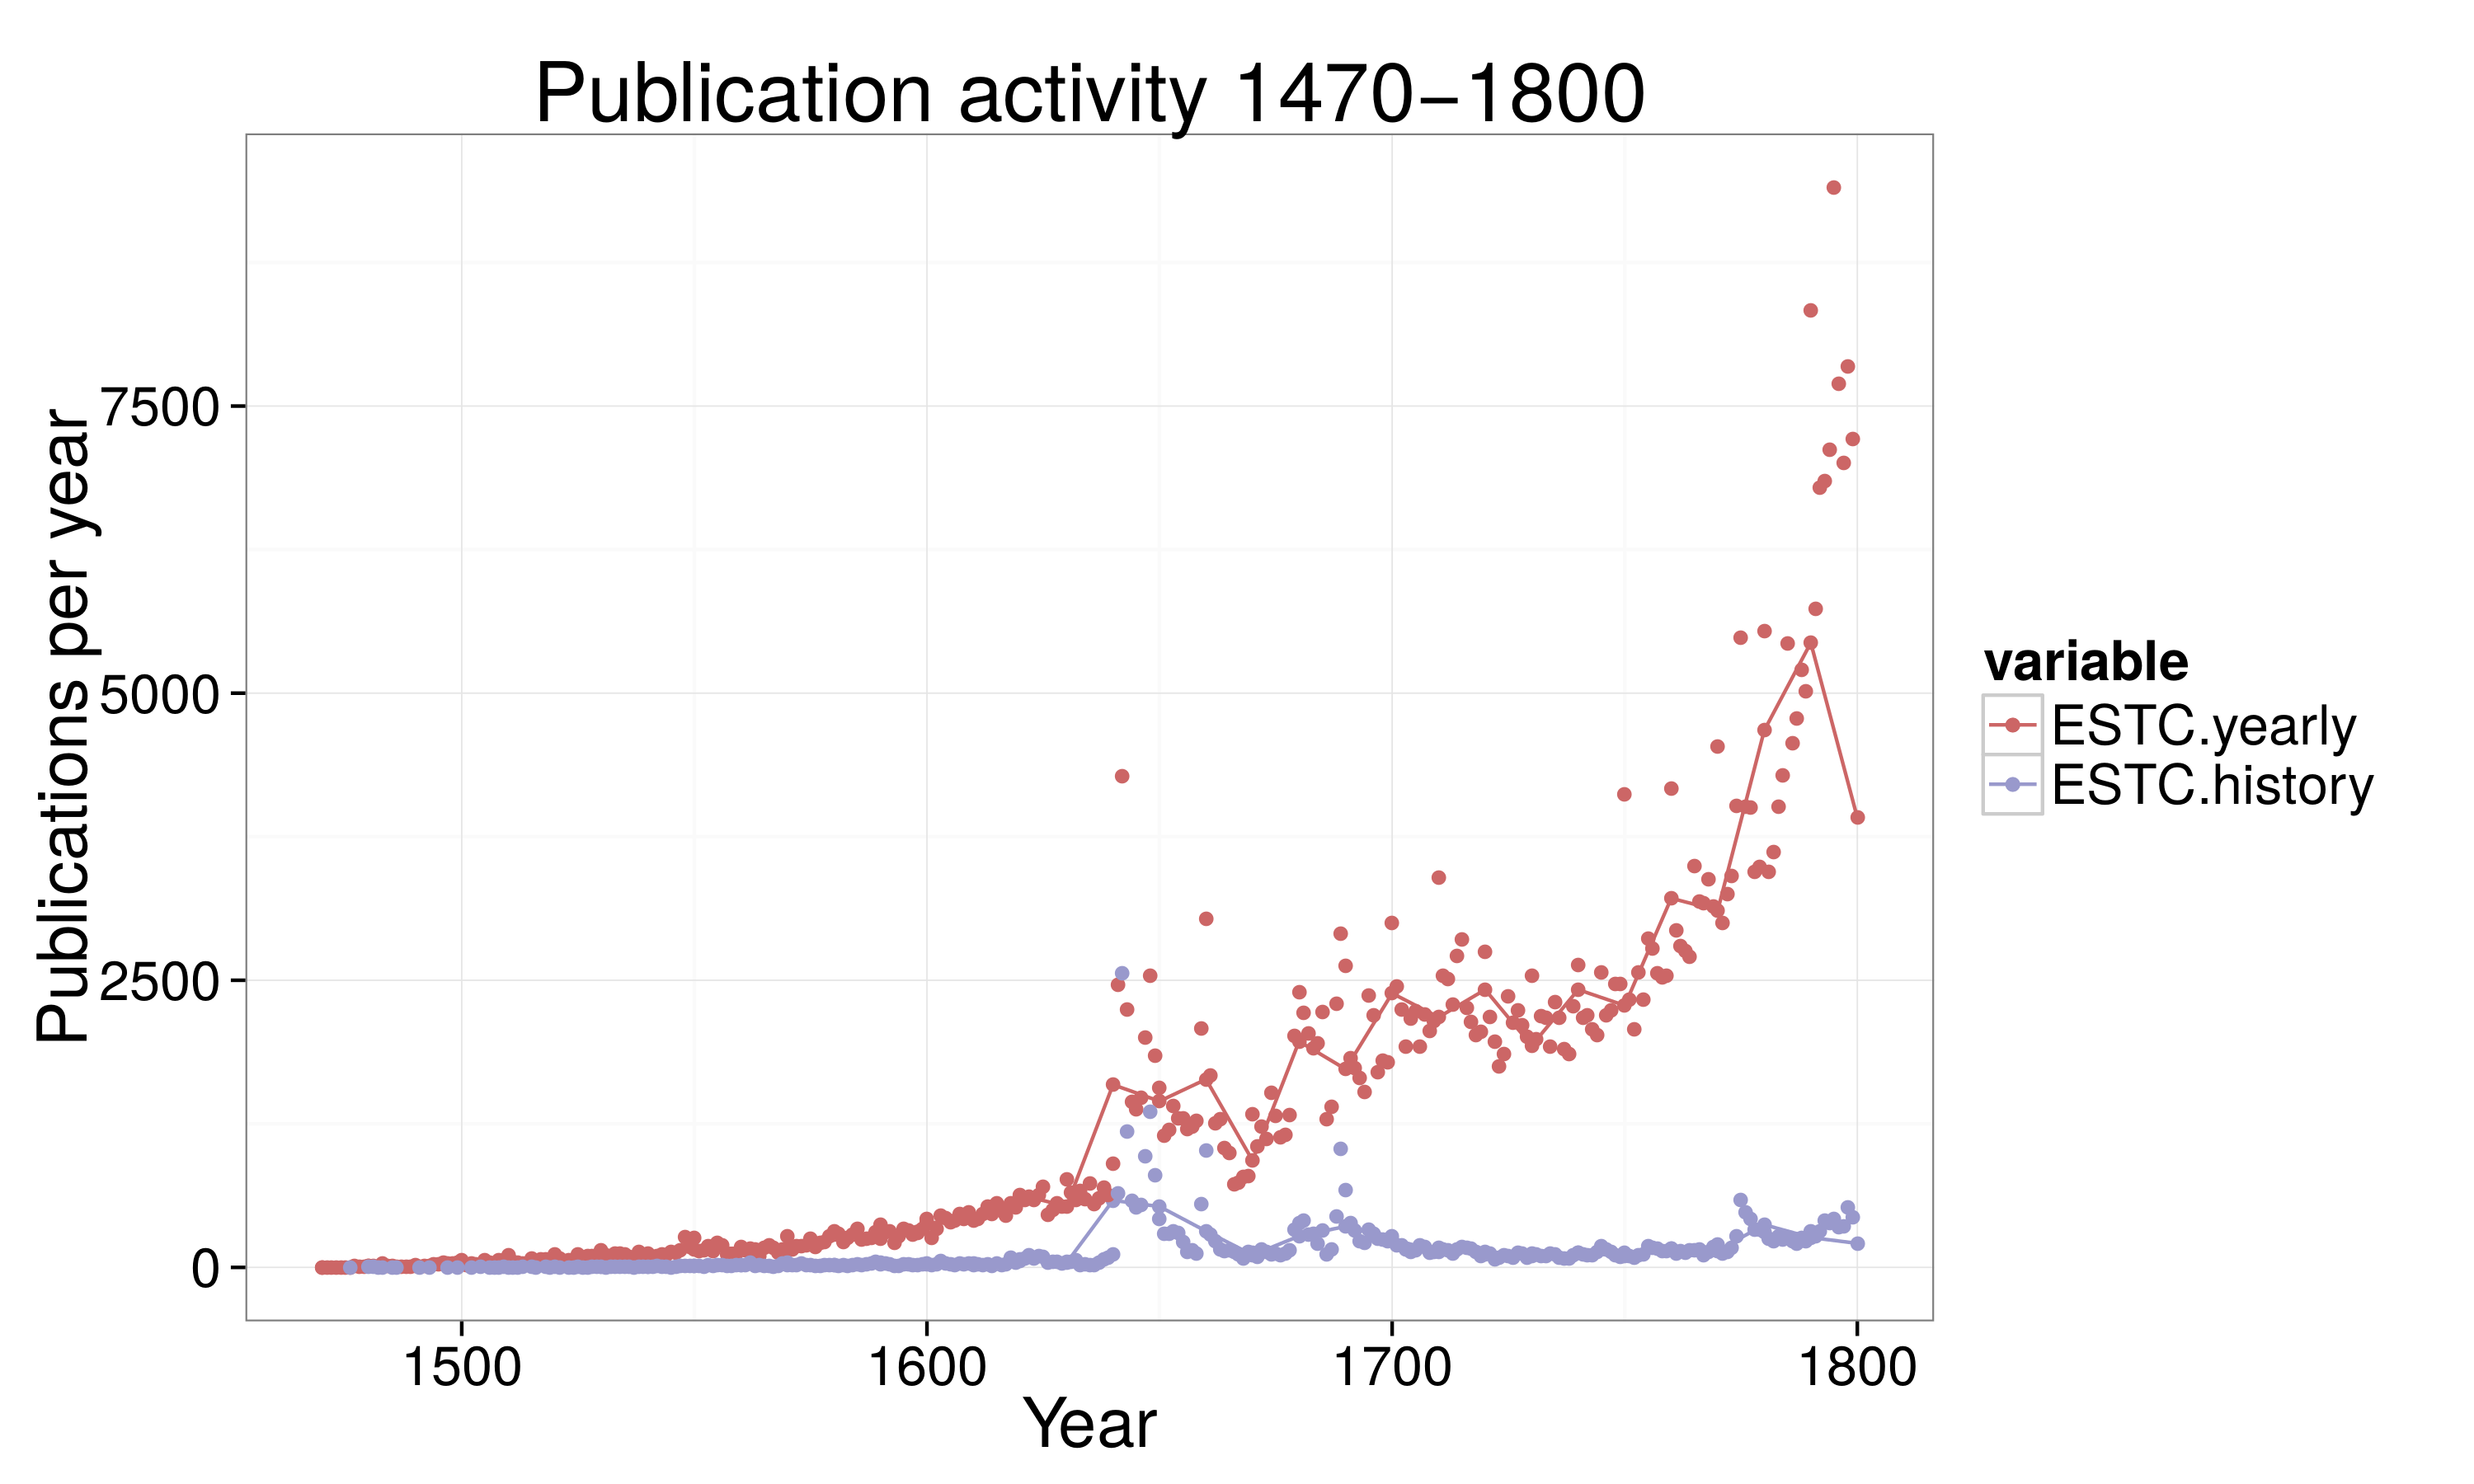 Publication activity 1470−1800
Publications per year
7500
5000
2500
0
1500
1600
1700
1800
Year
variable
ESTC.yearly
ESTC.history